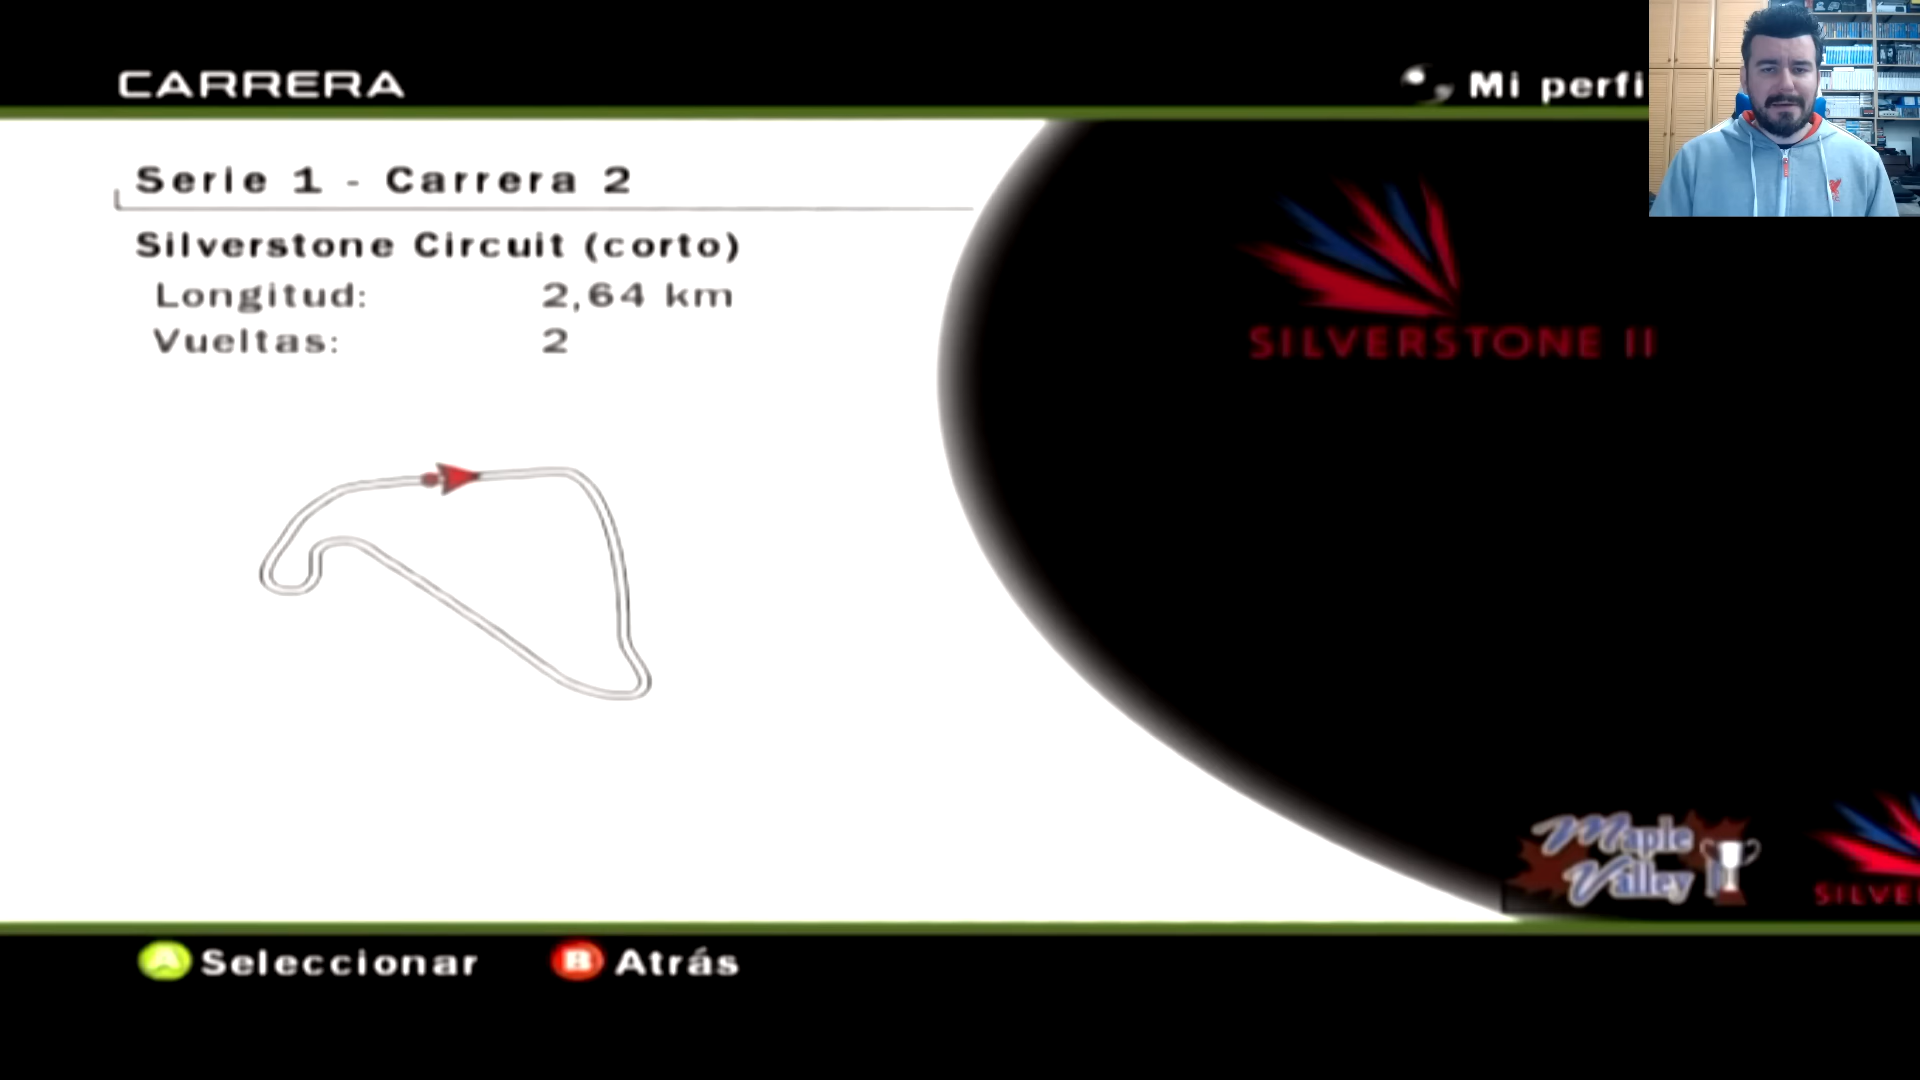 CARRERA
Mi perfi
Serie 1 - Carrera 2
Silverstone Circuit (corto)
Longitud: 2,64 km
Vueltas: 2
SILVERSTONE II
Maple
Valley
SILVE
A Seleccionar
B Atrás